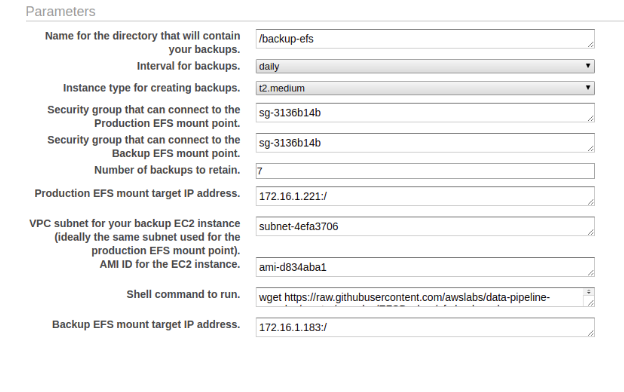 Parameters
Name for the directory that will contain
your backups.
/backup-efs
Interval for backups.
daily
Instance type for creating backups.
t2.medium
Security group that can connect to the
Production EFS mount point.
sg-3136b14b
Security group that can connect to the
Backup EFS mount point.
sg-3136b14b
Number of backups to retain.
7
Production EFS mount target IP address.
172.16.1.221:/
VPC subnet for your backup EC2 instance
(ideally the same subnet used for the
production EFS mount point).
subnet-4efa3706
AMI ID for the EC2 instance.
ami-d834aba1
Shell command to run.
wget https://raw.githubusercontent.com/awslabs/data-pipeline-
Backup EFS mount target IP address.
172.16.1.183:/